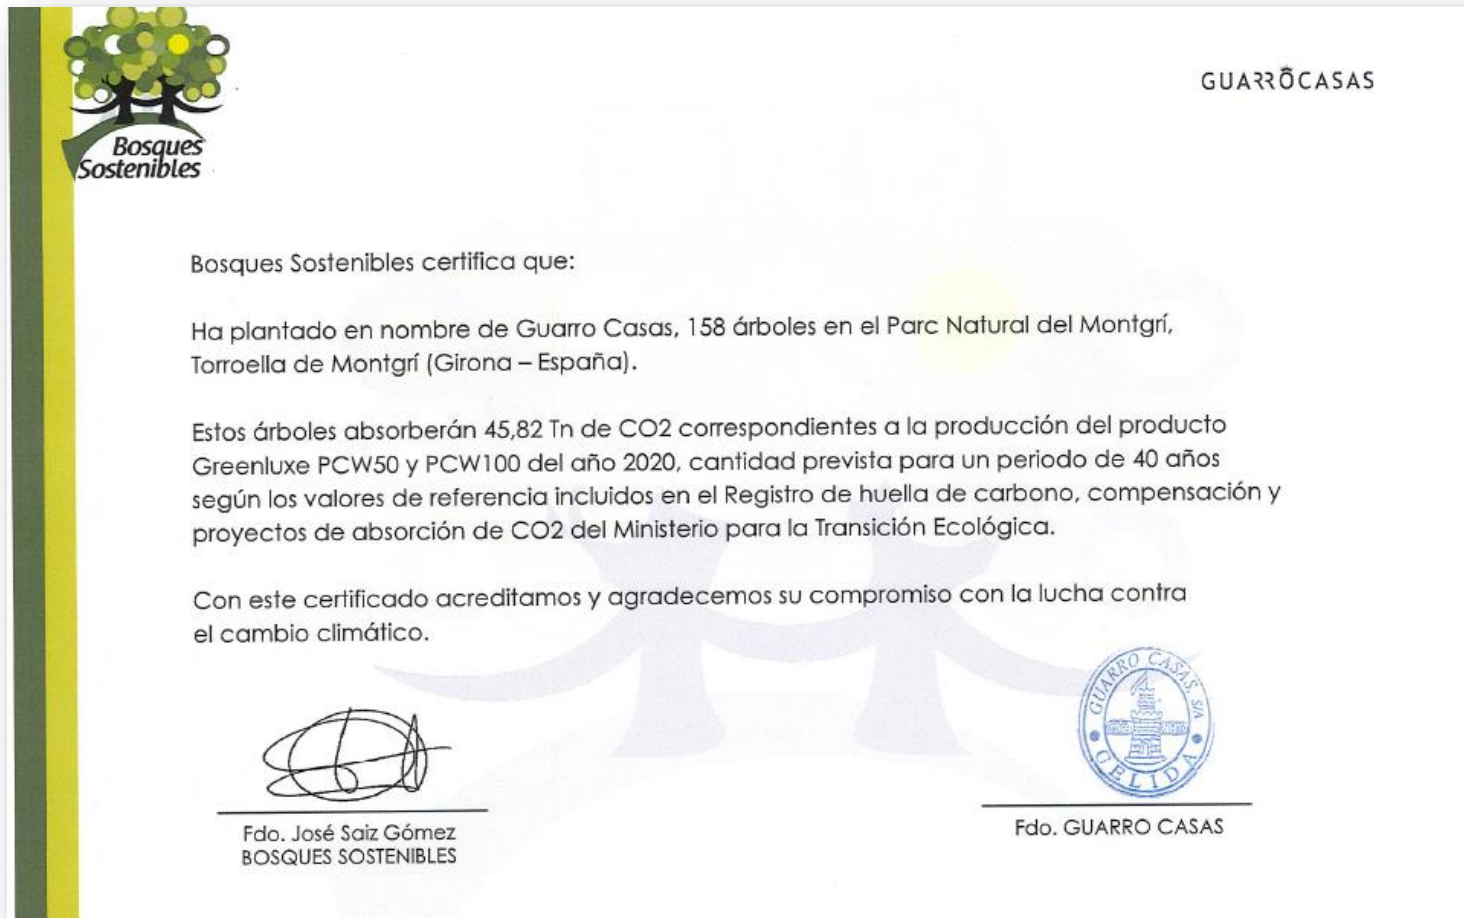 GUARROCASAS
Bosques
Sostenibles
Bosques Sostenibles certifica que:
Ha plantado en nombre de Guarro Casas, 158 árboles en el Parc Natural del Montgrí,
Torroella de Montgrí (Girona – España).
Estos árboles absorberán 45,82 Tn de CO2 correspondientes a la producción del producto
Greenluxe PCW50 y PCW100 del año 2020, cantidad prevista para un periodo de 40 años
según los valores de referencia incluidos en el Registro de huella de carbono, compensación y
proyectos de absorción de CO2 del Ministerio para la Transición Ecológica.
Con este certificado acreditamos y agradecemos su compromiso con la lucha contra
el cambio climático.
GUARRO CASAS, S/A
GELIDA
Fdo. José Saiz Gómez
BOSQUES SOSTENIBLES
Fdo. GUARRO CASAS